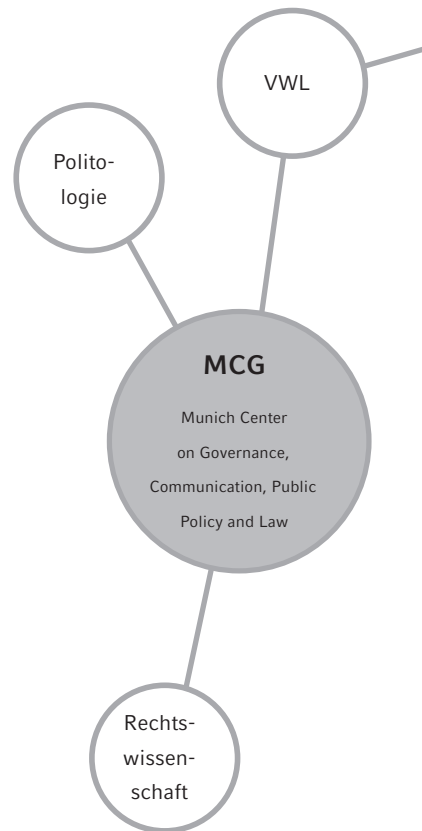 VWL
Polito-
logie
MCG
Munich Center
on Governance,
Communication, Public
Policy and Law
Rechts-
wissen-
schaft